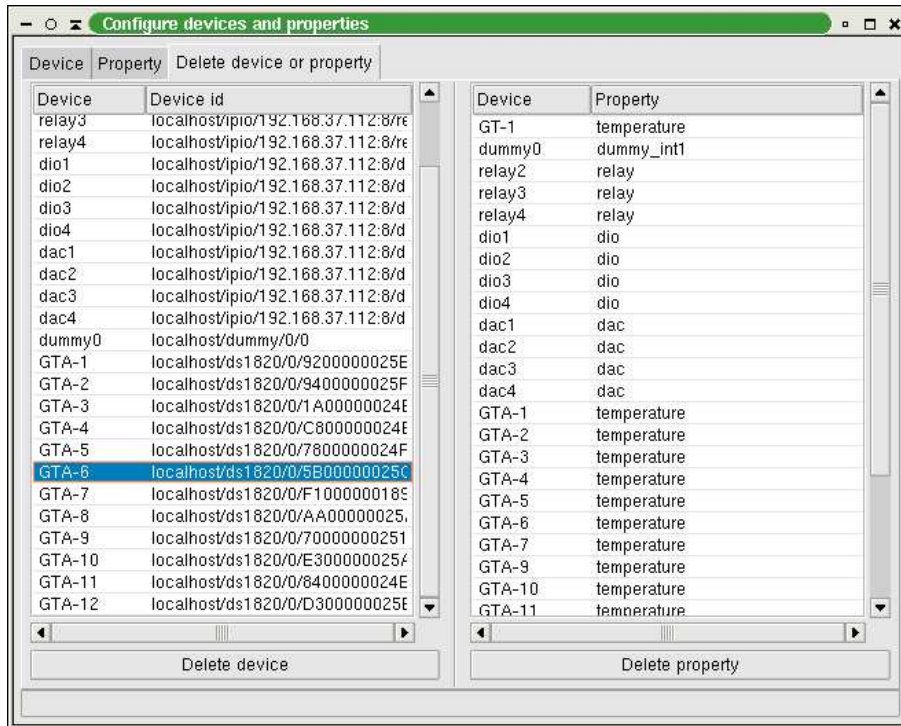 Configure devices and properties
Device Property Delete device or property
Device Device id
relay3 localhost/ipio/192.168.37.112:8/re
relay4 localhost/ipio/192.168.37.112:8/re
dio1 localhost/ipio/192.168.37.112:8/d
dio2 localhost/ipio/192.168.37.112:8/d
dio3 localhost/ipio/192.168.37.112:8/d
dio4 localhost/ipio/192.168.37.112:8/d
dac1 localhost/ipio/192.168.37.112:8/d
dac2 localhost/ipio/192.168.37.112:8/d
dac3 localhost/ipio/192.168.37.112:8/d
dac4 localhost/ipio/192.168.37.112:8/d
dummy0 localhost/dummy/0/0
GTA-1 localhost/ds1820/0/9200000025E
GTA-2 localhost/ds1820/0/9400000025F
GTA-3 localhost/ds1820/0/1A00000024E
GTA-4 localhost/ds1820/0/C800000024E
GTA-5 localhost/ds1820/0/7800000024F
GTA-6 localhost/ds1820/0/5B00000025C
GTA-7 localhost/ds1820/0/F100000018S
GTA-8 localhost/ds1820/0/AA00000025
GTA-9 localhost/ds1820/0/70000000251
GTA-10 localhost/ds1820/0/E300000025A
GTA-11 localhost/ds1820/0/8400000024E
GTA-12 localhost/ds1820/0/D300000025E
Delete device
Device Property
GT-1 temperature
dummy0 dummy_int1
relay2 relay
relay3 relay
relay4 relay
dio1 dio
dio2 dio
dio3 dio
dio4 dio
dac1 dac
dac2 dac
dac3 dac
dac4 dac
GTA-1 temperature
GTA-2 temperature
GTA-3 temperature
GTA-4 temperature
GTA-5 temperature
GTA-6 temperature
GTA-7 temperature
GTA-9 temperature
GTA-10 temperature
GTA-11 temperature
Delete property